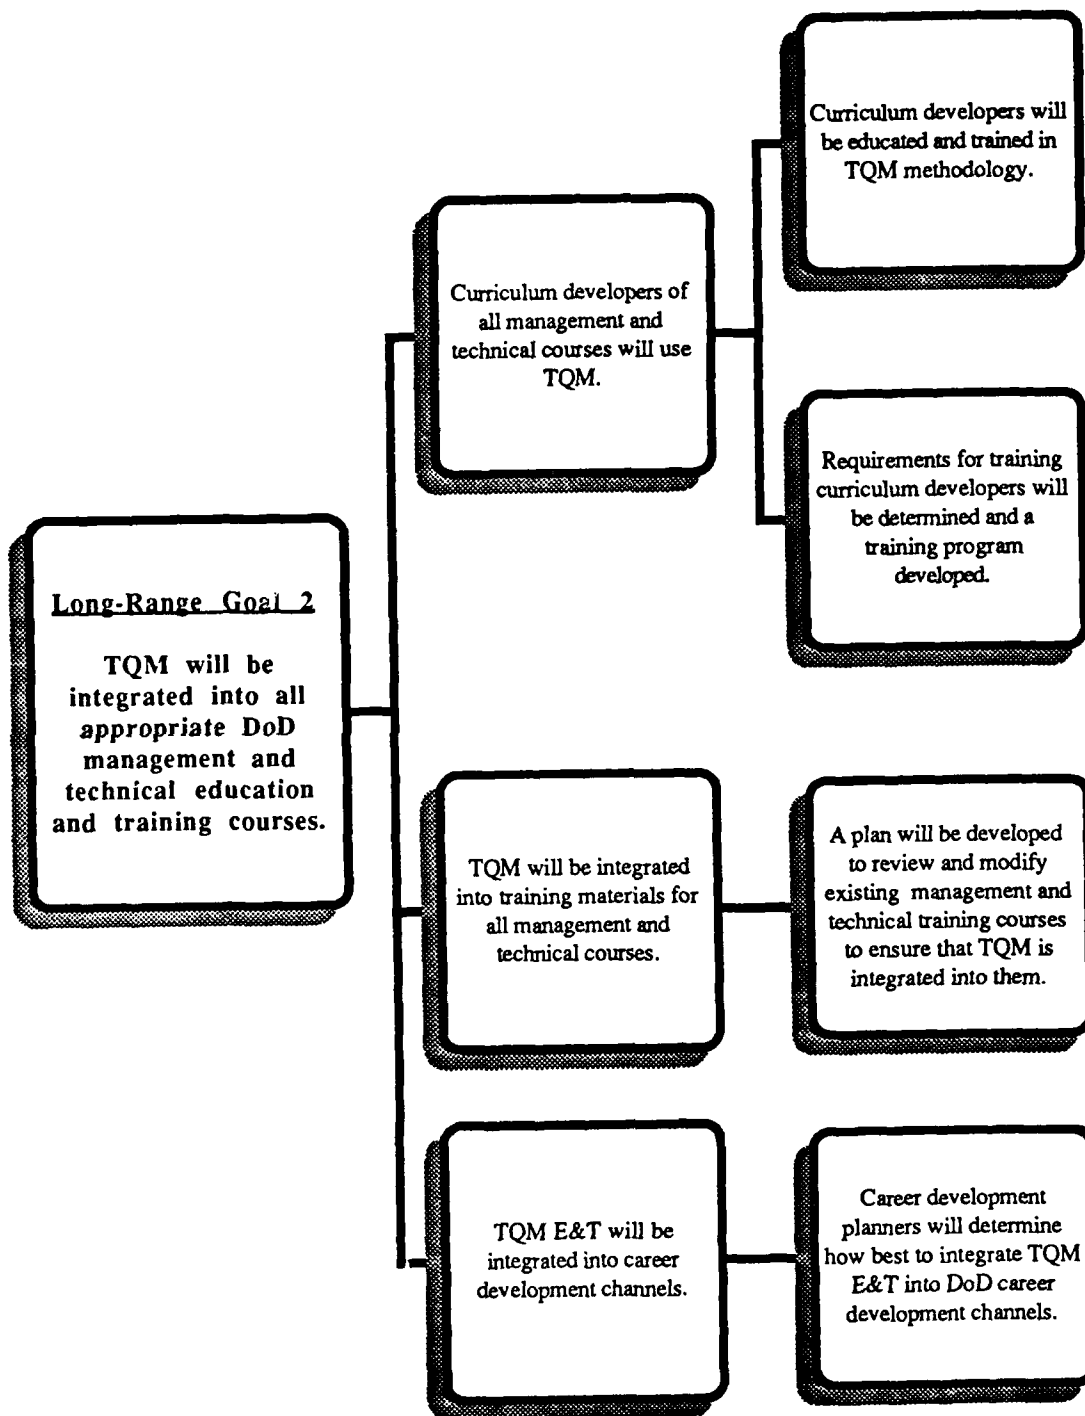 Curriculum developers will
be educated and trained in
TQM methodology.
Curriculum developers of
all management and
technical courses will use
TQM.
Requirements for training
curriculum developers will
be determined and a
training program
developed.
Long-Range Goal 2
TQM will be
integrated into all
appropriate DoD
management and
technical education
and training courses.
TQM will be integrated
into training materials for
all management and
technical courses.
A plan will be developed
to review and modify
existing management and
technical training courses
to ensure that TQM is
integrated into them.
TQM E&T will be
integrated into career
development channels.
Career development
planners will determine
how best to integrate TQM
E&T into DoD career
development channels.